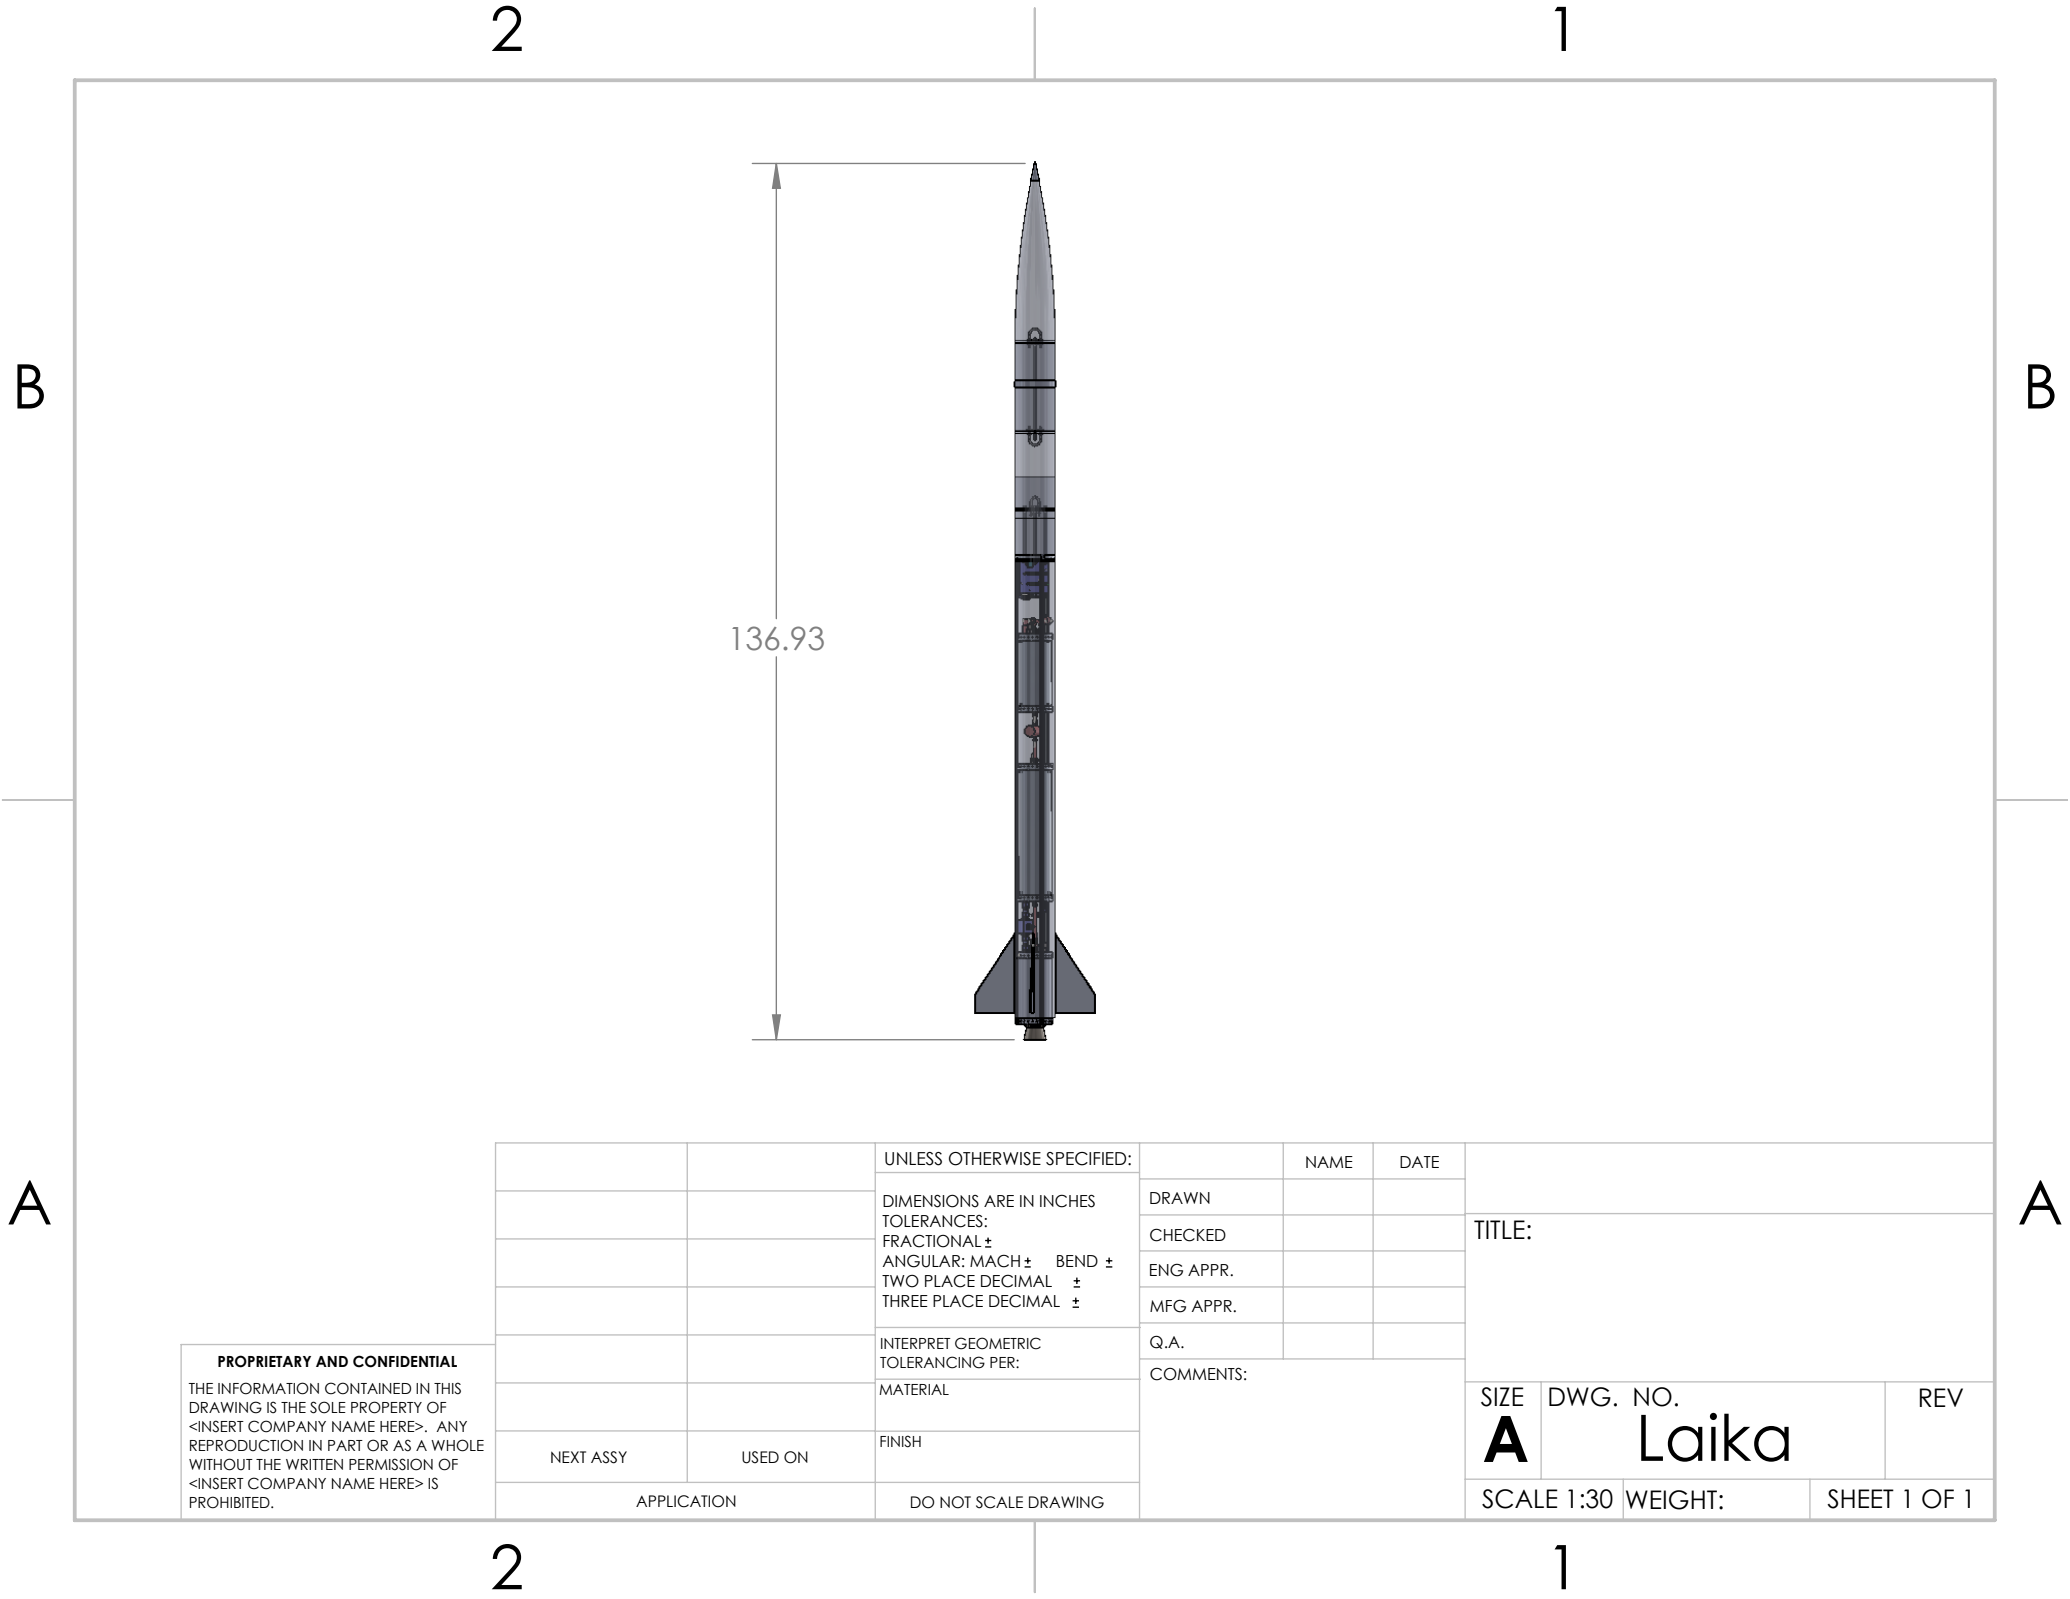 2
1
B
B
136.93
A
A
UNLESS OTHERWISE SPECIFIED:
DIMENSIONS ARE IN INCHES
TOLERANCES:
FRACTIONAL ±
ANGULAR: MACH ± BEND ±
TWO PLACE DECIMAL ±
THREE PLACE DECIMAL ±
INTERPRET GEOMETRIC
TOLERANCING PER:
MATERIAL
FINISH
DO NOT SCALE DRAWING
NAME
DATE
DRAWN
CHECKED
ENG APPR.
MFG APPR.
Q.A.
COMMENTS:
TITLE:
SIZE
A
DWG. NO.
Laika
REV
SCALE 1:30
WEIGHT:
SHEET 1 OF 1
PROPRIETARY AND CONFIDENTIAL
THE INFORMATION CONTAINED IN THIS
DRAWING IS THE SOLE PROPERTY OF
<INSERT COMPANY NAME HERE>. ANY
REPRODUCTION IN PART OR AS A WHOLE
WITHOUT THE WRITTEN PERMISSION OF
<INSERT COMPANY NAME HERE> IS
PROHIBITED.
NEXT ASSY
USED ON
APPLICATION
2
1